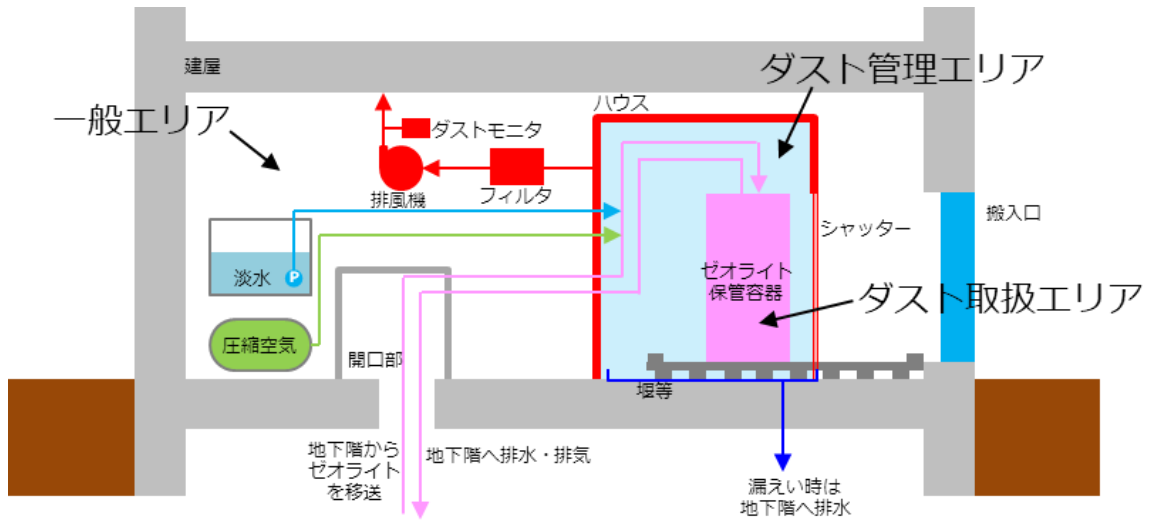 建屋
ダスト管理エリア
ハウス
一般エリア
ダストモニタ
排風機
フィルタ
搬入口
シャッター
淡水
P
ゼオライト
保管容器
ダスト取扱エリア
圧縮空気
開口部
堰等
地下階から
ゼオライト
を移送
地下階へ排水・排気
漏えい時は
地下階へ排水